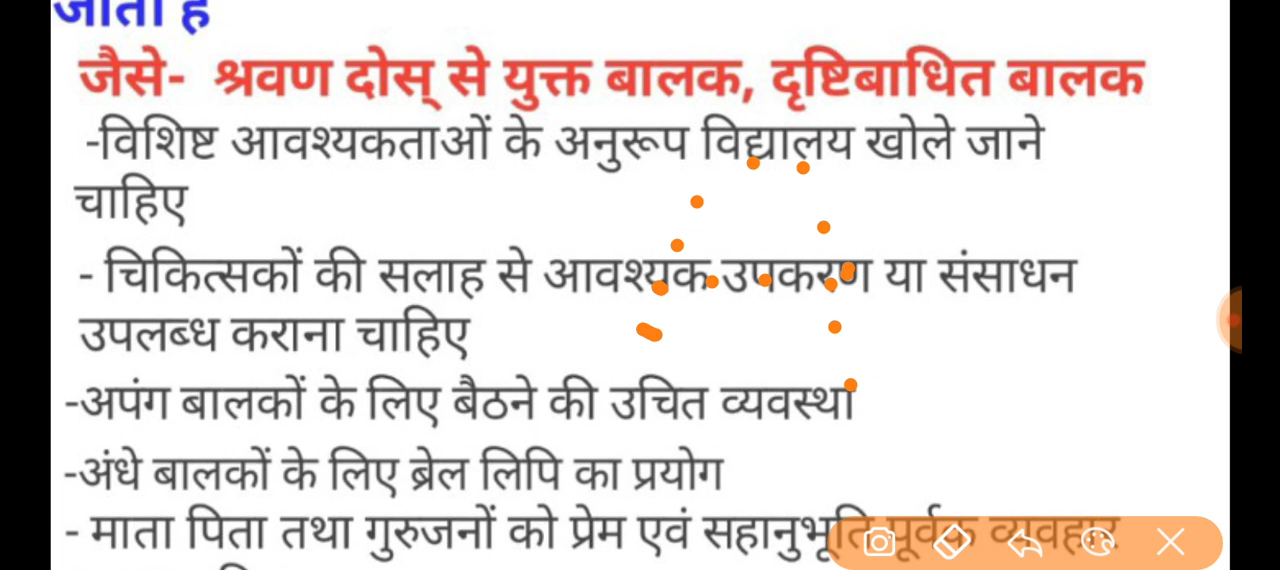 जाता है
जैसे- श्रवण दोस् से युक्त बालक, दृष्टिबाधित बालक
-विशिष्ट आवश्यकताओं के अनुरूप विद्यालय खोले जाने
चाहिए
- चिकित्सकों की सलाह से आवश्यक उपकरण या संसाधन
उपलब्ध कराना चाहिए
-अपंग बालकों के लिए बैठने की उचित व्यवस्था
-अंधे बालकों के लिए ब्रेल लिपि का प्रयोग
- माता पिता तथा गुरुजनों को प्रेम एवं सहानुभूति पूर्वक व्यवहार